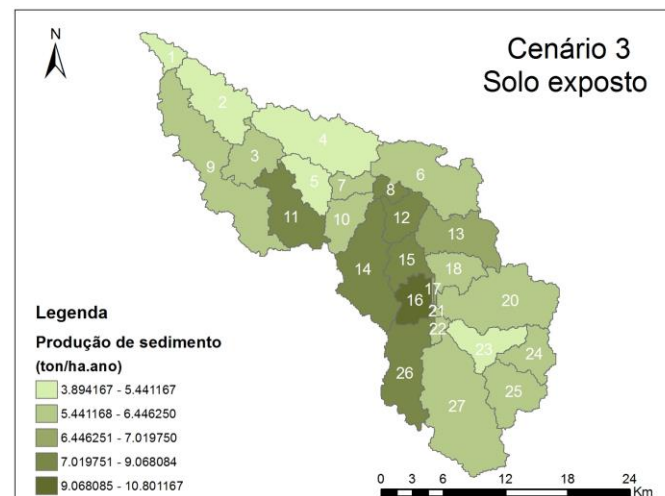 N
Cenário 3
Solo exposto
1
2
4
3
9
5
7
6
8
11
10
12
13
15
14
18
17
16
20
21
22
23
24
26
25
27
Legenda
Produção de sedimento
(ton/ha.ano)
3.894167 - 5.441167
5.441168 - 6.446250
6.446251 - 7.019750
7.019751 - 9.068084
9.068085 - 10.801167
0 3 6 12 18 24
Km